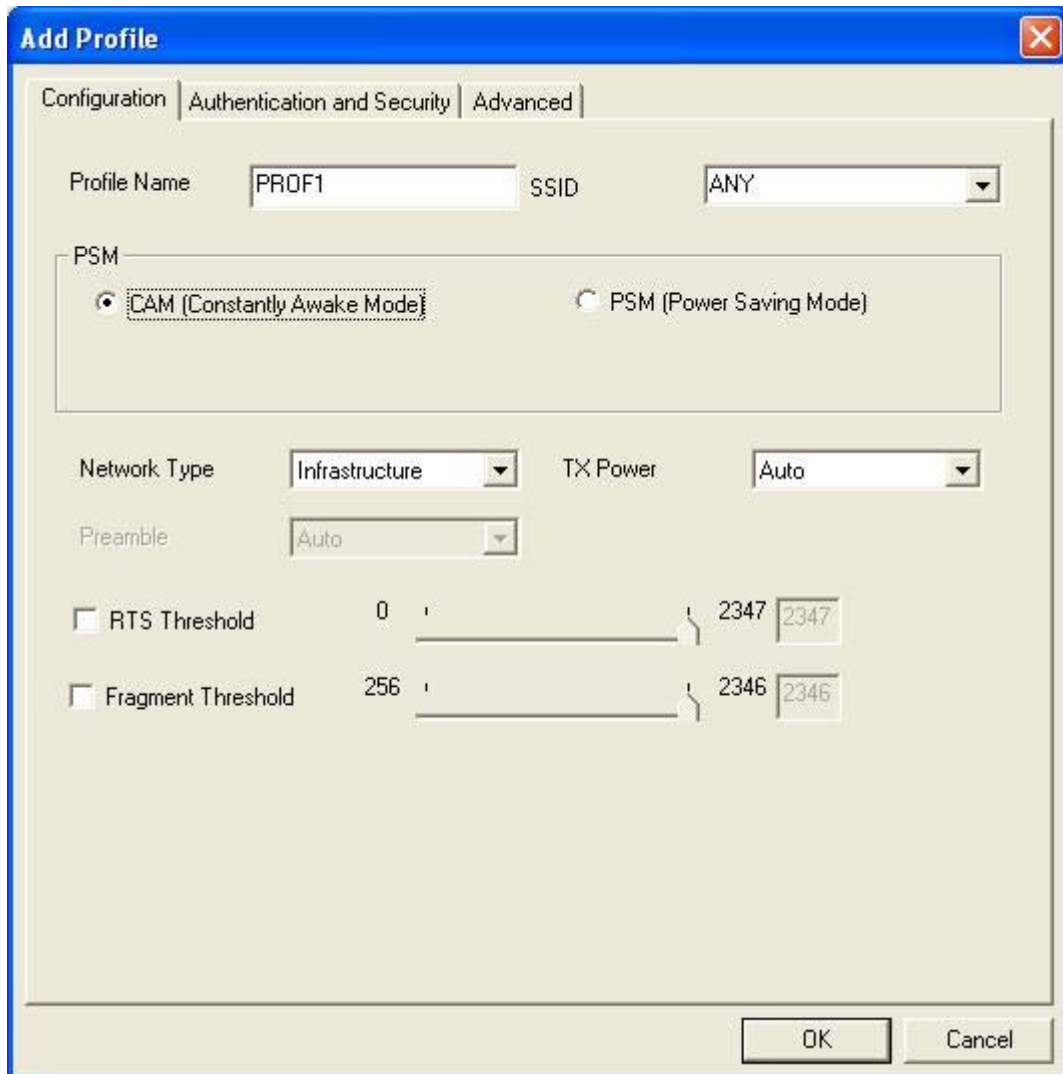 Add Profile
Configuration Authentication and Security Advanced
Profile Name PROF1 SSID ANY
PSM
CAM (Constantly Awake Mode) PSM (Power Saving Mode)
Network Type Infrastructure TX Power Auto
Preamble Auto
RTS Threshold 0 2347 2347
Fragment Threshold 256 2346 2346
OK Cancel